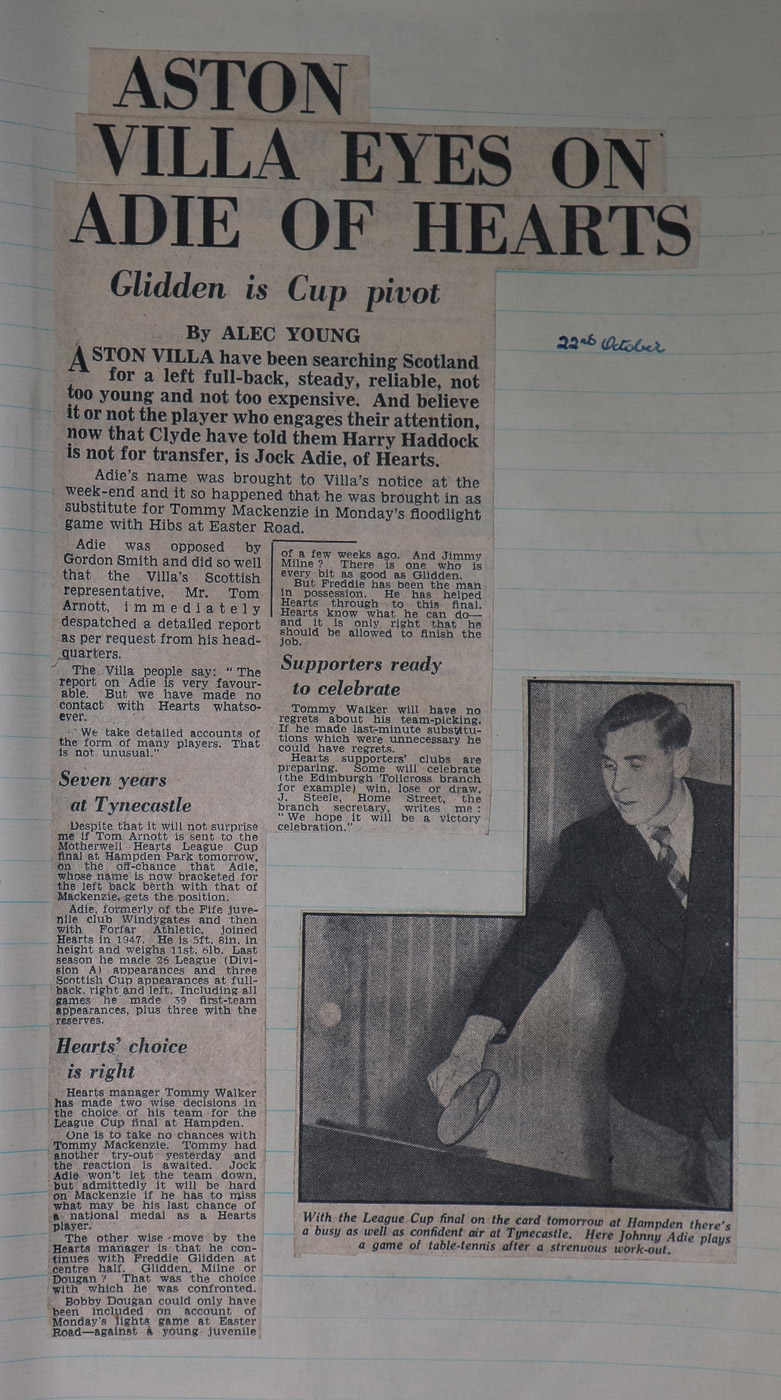 ASTON
VILLA EYES ON
ADIE OF HEARTS
Glidden is Cup pivot
By ALEC YOUNG
22nd October
ASTON VILLA have been searching Scotland
for a left full-back, steady, reliable, not
too young and not too expensive. And believe
it or not the player who engages their attention,
now that Clyde have told them Harry Haddock
is not for transfer, is Jock Adie, of Hearts.
Adie's name was brought to Villa's notice at the
week-end and it so happened that he was brought in as
substitute for Tommy Mackenzie in Monday's floodlight
game with Hibs at Easter Road.
Adie was opposed by
Gordon Smith and did so well
that the Villa's Scottish
representative, Mr. Tom
Arnott, immediately
despatched a detailed report
as per request from his head-
quarters.
The Villa people say: "The
report on Adie is very favour-
able. But we have made no
contact with Hearts whatso-
ever.
"We take detailed accounts of
the form of many players. That
is not unusual."
Seven years
at Tynecastle
Despite that it will not surprise
me if Tom Arnott is sent to the
Motherwell Hearts League Cup
final at Hampden Park tomorrow,
on the off-chance that Adie,
whose name is now bracketed for
the left back berth with that of
Mackenzie, gets the position.
Adie, formerly of the Fife juve-
nile club Windygates and then
with Forfar Athletic, joined
Hearts in 1947. He is 5ft. 8in. in
height and weighs 11st. 6lb. Last
season he made 26 League (Divi-
sion A) appearances and three
Scottish Cup appearances at full-
back, right and left. Including all
games he made 39 first-team
appearances, plus three with the
reserves.
Hearts' choice
is right
Hearts manager Tommy Walker
has made two wise decisions in
the choice of his team for the
League Cup final at Hampden.
One is to take no chances with
Tommy Mackenzie. Tommy had
another try-out yesterday and
the reaction is awaited. Jock
Adie won't let the team down,
but admittedly it will be hard
on Mackenzie if he has to miss
what may be his last chance of
a national medal as a Hearts
player.
The other wise move by the
Hearts manager is that he con-
tinues with Freddie Glidden at
centre half. Glidden, Milne or
Dougan? That was the choice
with which he was confronted.
Bobby Dougan could only have
been included on account of
Monday's lights game at Easter
Road—against a young juvenile
of a few weeks ago. And Jimmy
Milne? There is one who is
every bit as good as Glidden.
But Freddie has been the man
in possession. He has helped
Hearts through to this final.
Hearts know what he can do—
and it is only right that he
should be allowed to finish the
job.
Supporters ready
to celebrate
Tommy Walker will have no
regrets about his team-picking.
If he made last-minute substitu-
tions which were unnecessary he
could have regrets.
Hearts supporters' clubs are
preparing. Some will celebrate
(the Edinburgh Tollcross branch
for example) win, lose or draw.
J. Steele, Home Street, the
branch secretary, writes me:
"We hope it will be a victory
celebration."
With the League Cup final on the card tomorrow at Hampden there's
a busy as well as confident air at Tynecastle. Here Johnny Adie plays
a game of table-tennis after a strenuous work-out.